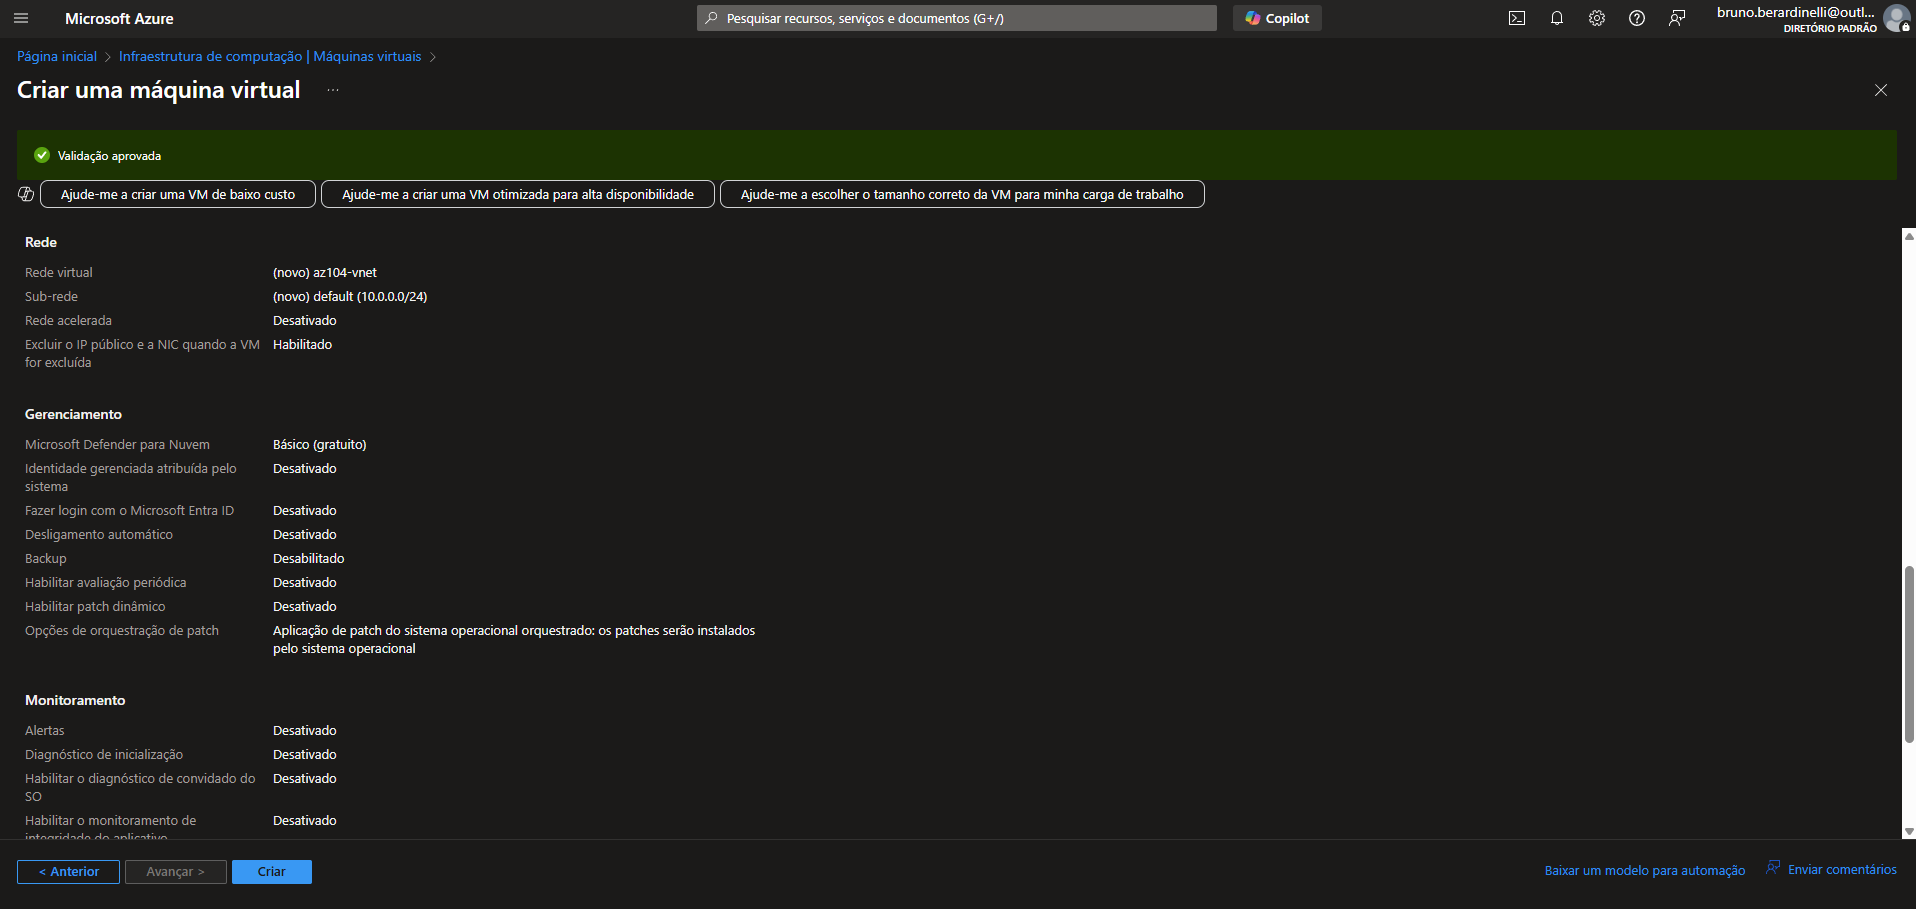 Microsoft Azure
Pesquisar recursos, serviços e documentos (G+/)
Copilot
bruno.berardinelli@outl...
DIRETÓRIO PADRÃO
Página inicial > Infraestrutura de computação | Máquinas virtuais >
Criar uma máquina virtual ...
Validação aprovada
Ajude-me a criar uma VM de baixo custo
Ajude-me a criar uma VM otimizada para alta disponibilidade
Ajude-me a escolher o tamanho correto da VM para minha carga de trabalho
Rede
Rede virtual (novo) az104-vnet
Sub-rede (novo) default (10.0.0.0/24)
Rede acelerada Desativado
Excluir o IP público e a NIC quando a VM Habilitado
for excluída
Gerenciamento
Microsoft Defender para Nuvem Básico (gratuito)
Identidade gerenciada atribuída pelo Desativado
sistema
Fazer login com o Microsoft Entra ID Desativado
Desligamento automático Desativado
Backup Desabilitado
Habilitar avaliação periódica Desativado
Habilitar patch dinâmico Desativado
Opções de orquestração de patch Aplicação de patch do sistema operacional orquestrado: os patches serão instalados
pelo sistema operacional
Monitoramento
Alertas Desativado
Diagnóstico de inicialização Desativado
Habilitar o diagnóstico de convidado do Desativado
SO
Habilitar o monitoramento de Desativado
integridade do aplicativo
< Anterior
Avançar >
Criar
Baixar um modelo para automação
Enviar comentários